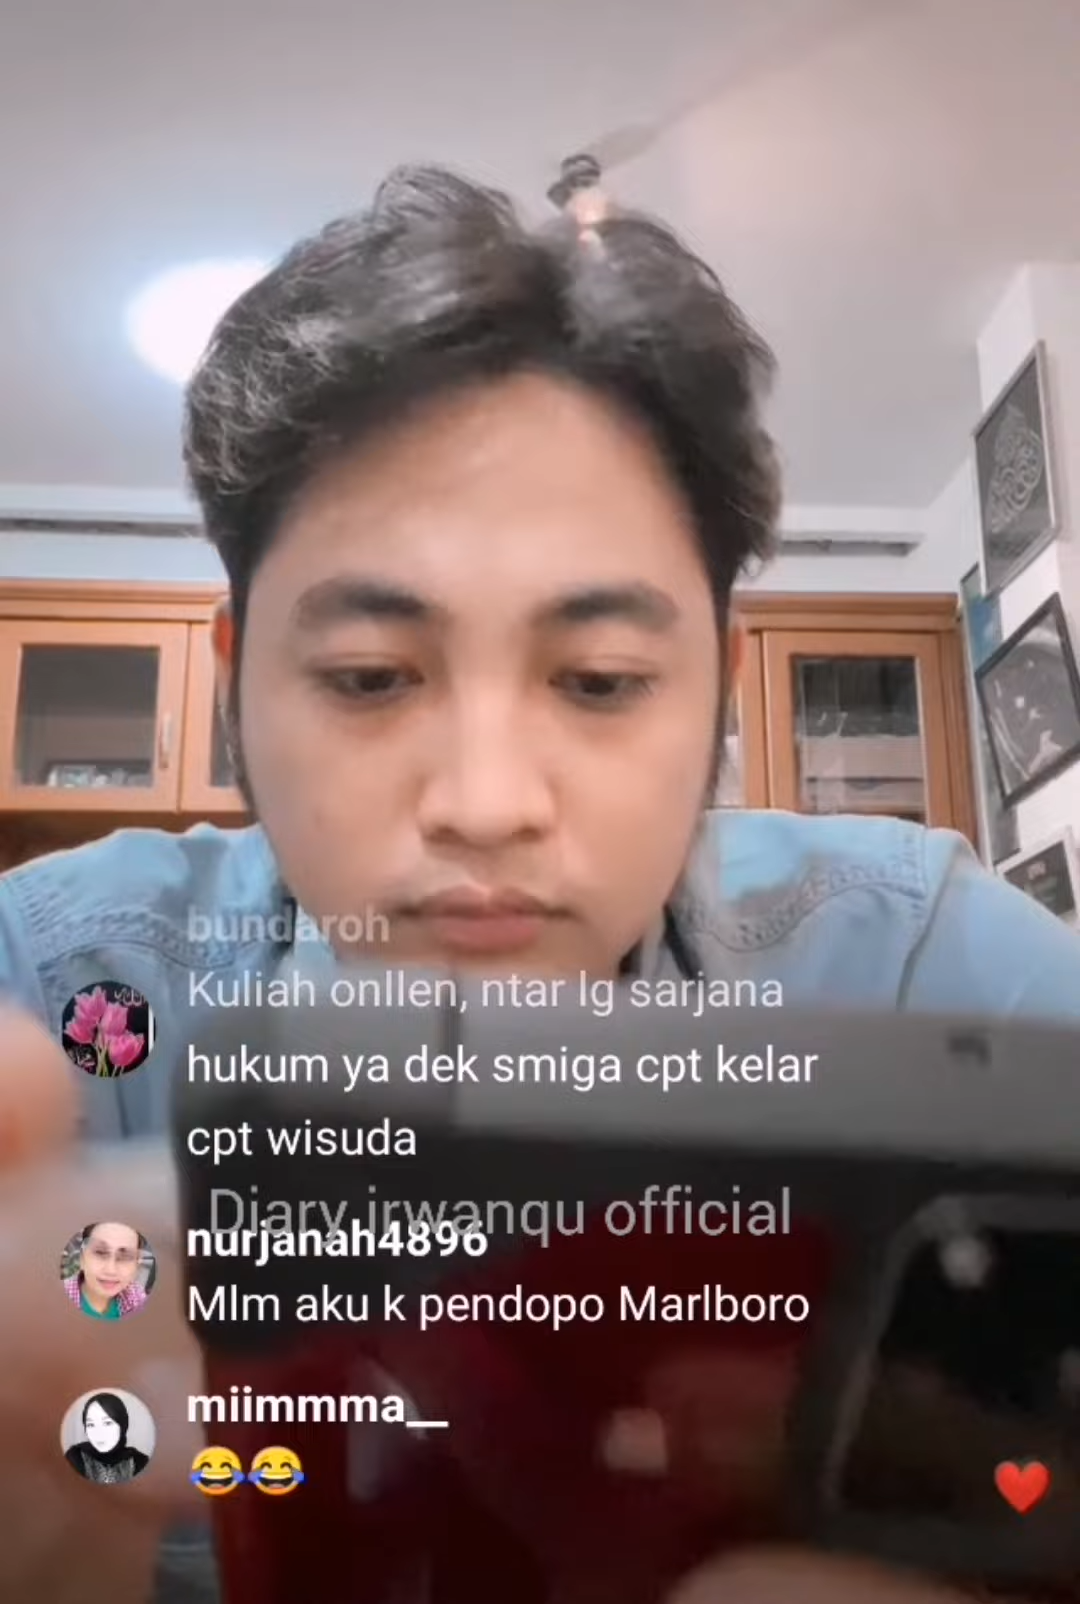 bundaroh
Kuliah onllen, ntar lg sarjana
hukum ya dek smiga cpt kelar
cpt wisuda
Diary irwanqu official
nurjanah4896
Mlm aku k pendopo Marlboro
miimmma__
😂😂